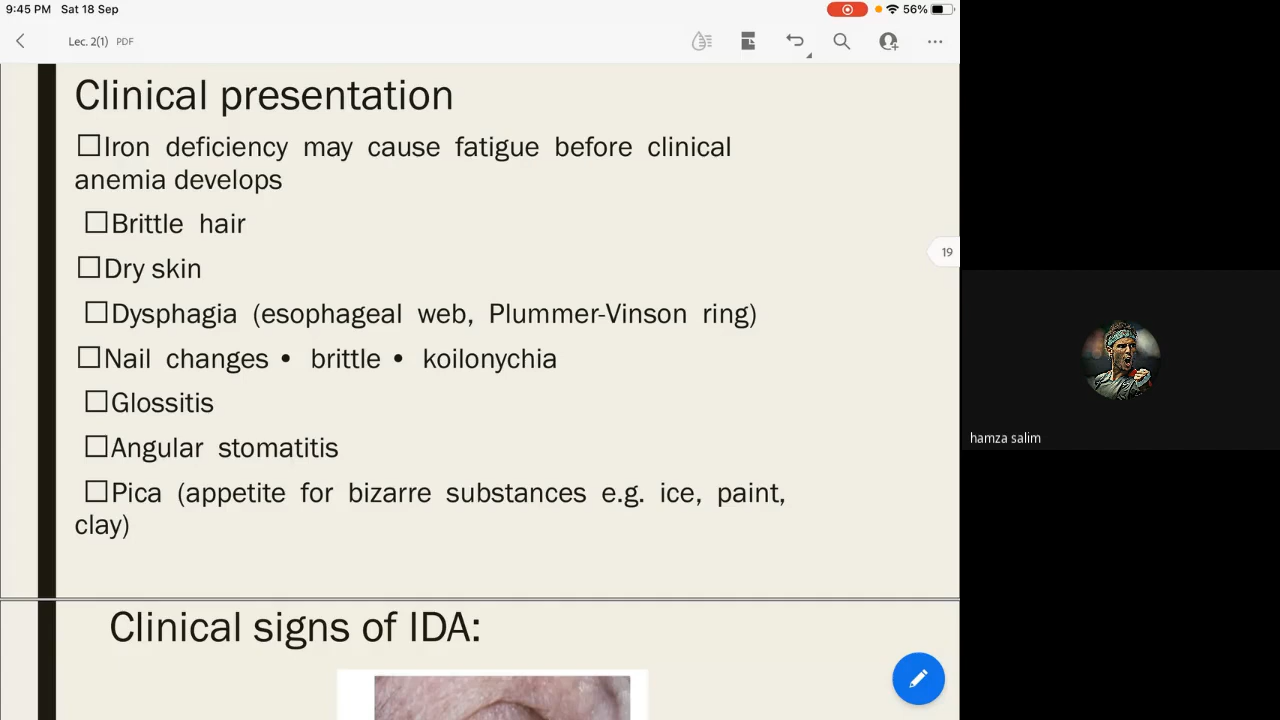 9:45 PM Sat 18 Sep
56%
Lec. 2(1) PDF
Clinical presentation
☐Iron deficiency may cause fatigue before clinical
anemia develops
☐Brittle hair
19
☐Dry skin
☐Dysphagia (esophageal web, Plummer-Vinson ring)
☐Nail changes • brittle • koilonychia
☐Glossitis
☐Angular stomatitis
hamza salim
☐Pica (appetite for bizarre substances e.g. ice, paint,
clay)
Clinical signs of IDA: